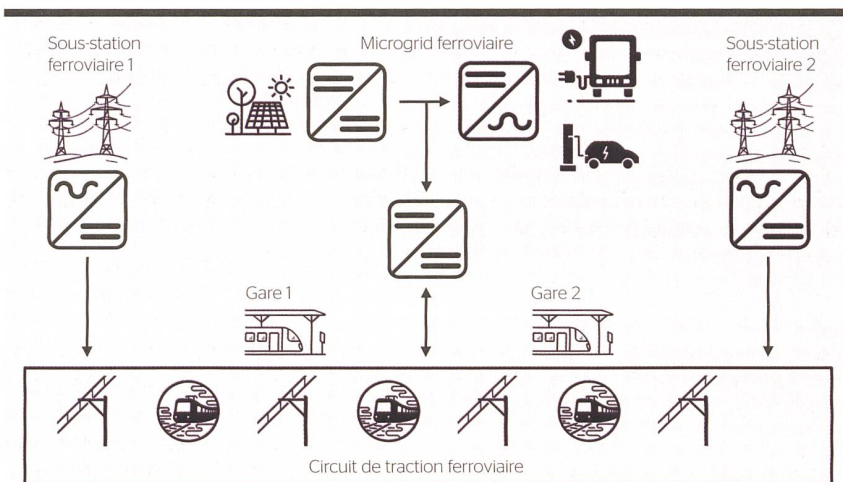 Sous-station
ferroviaire 1
Microgrid ferroviaire
Sous-station
ferroviaire 2
Gare 1
Gare 2
Circuit de traction ferroviaire